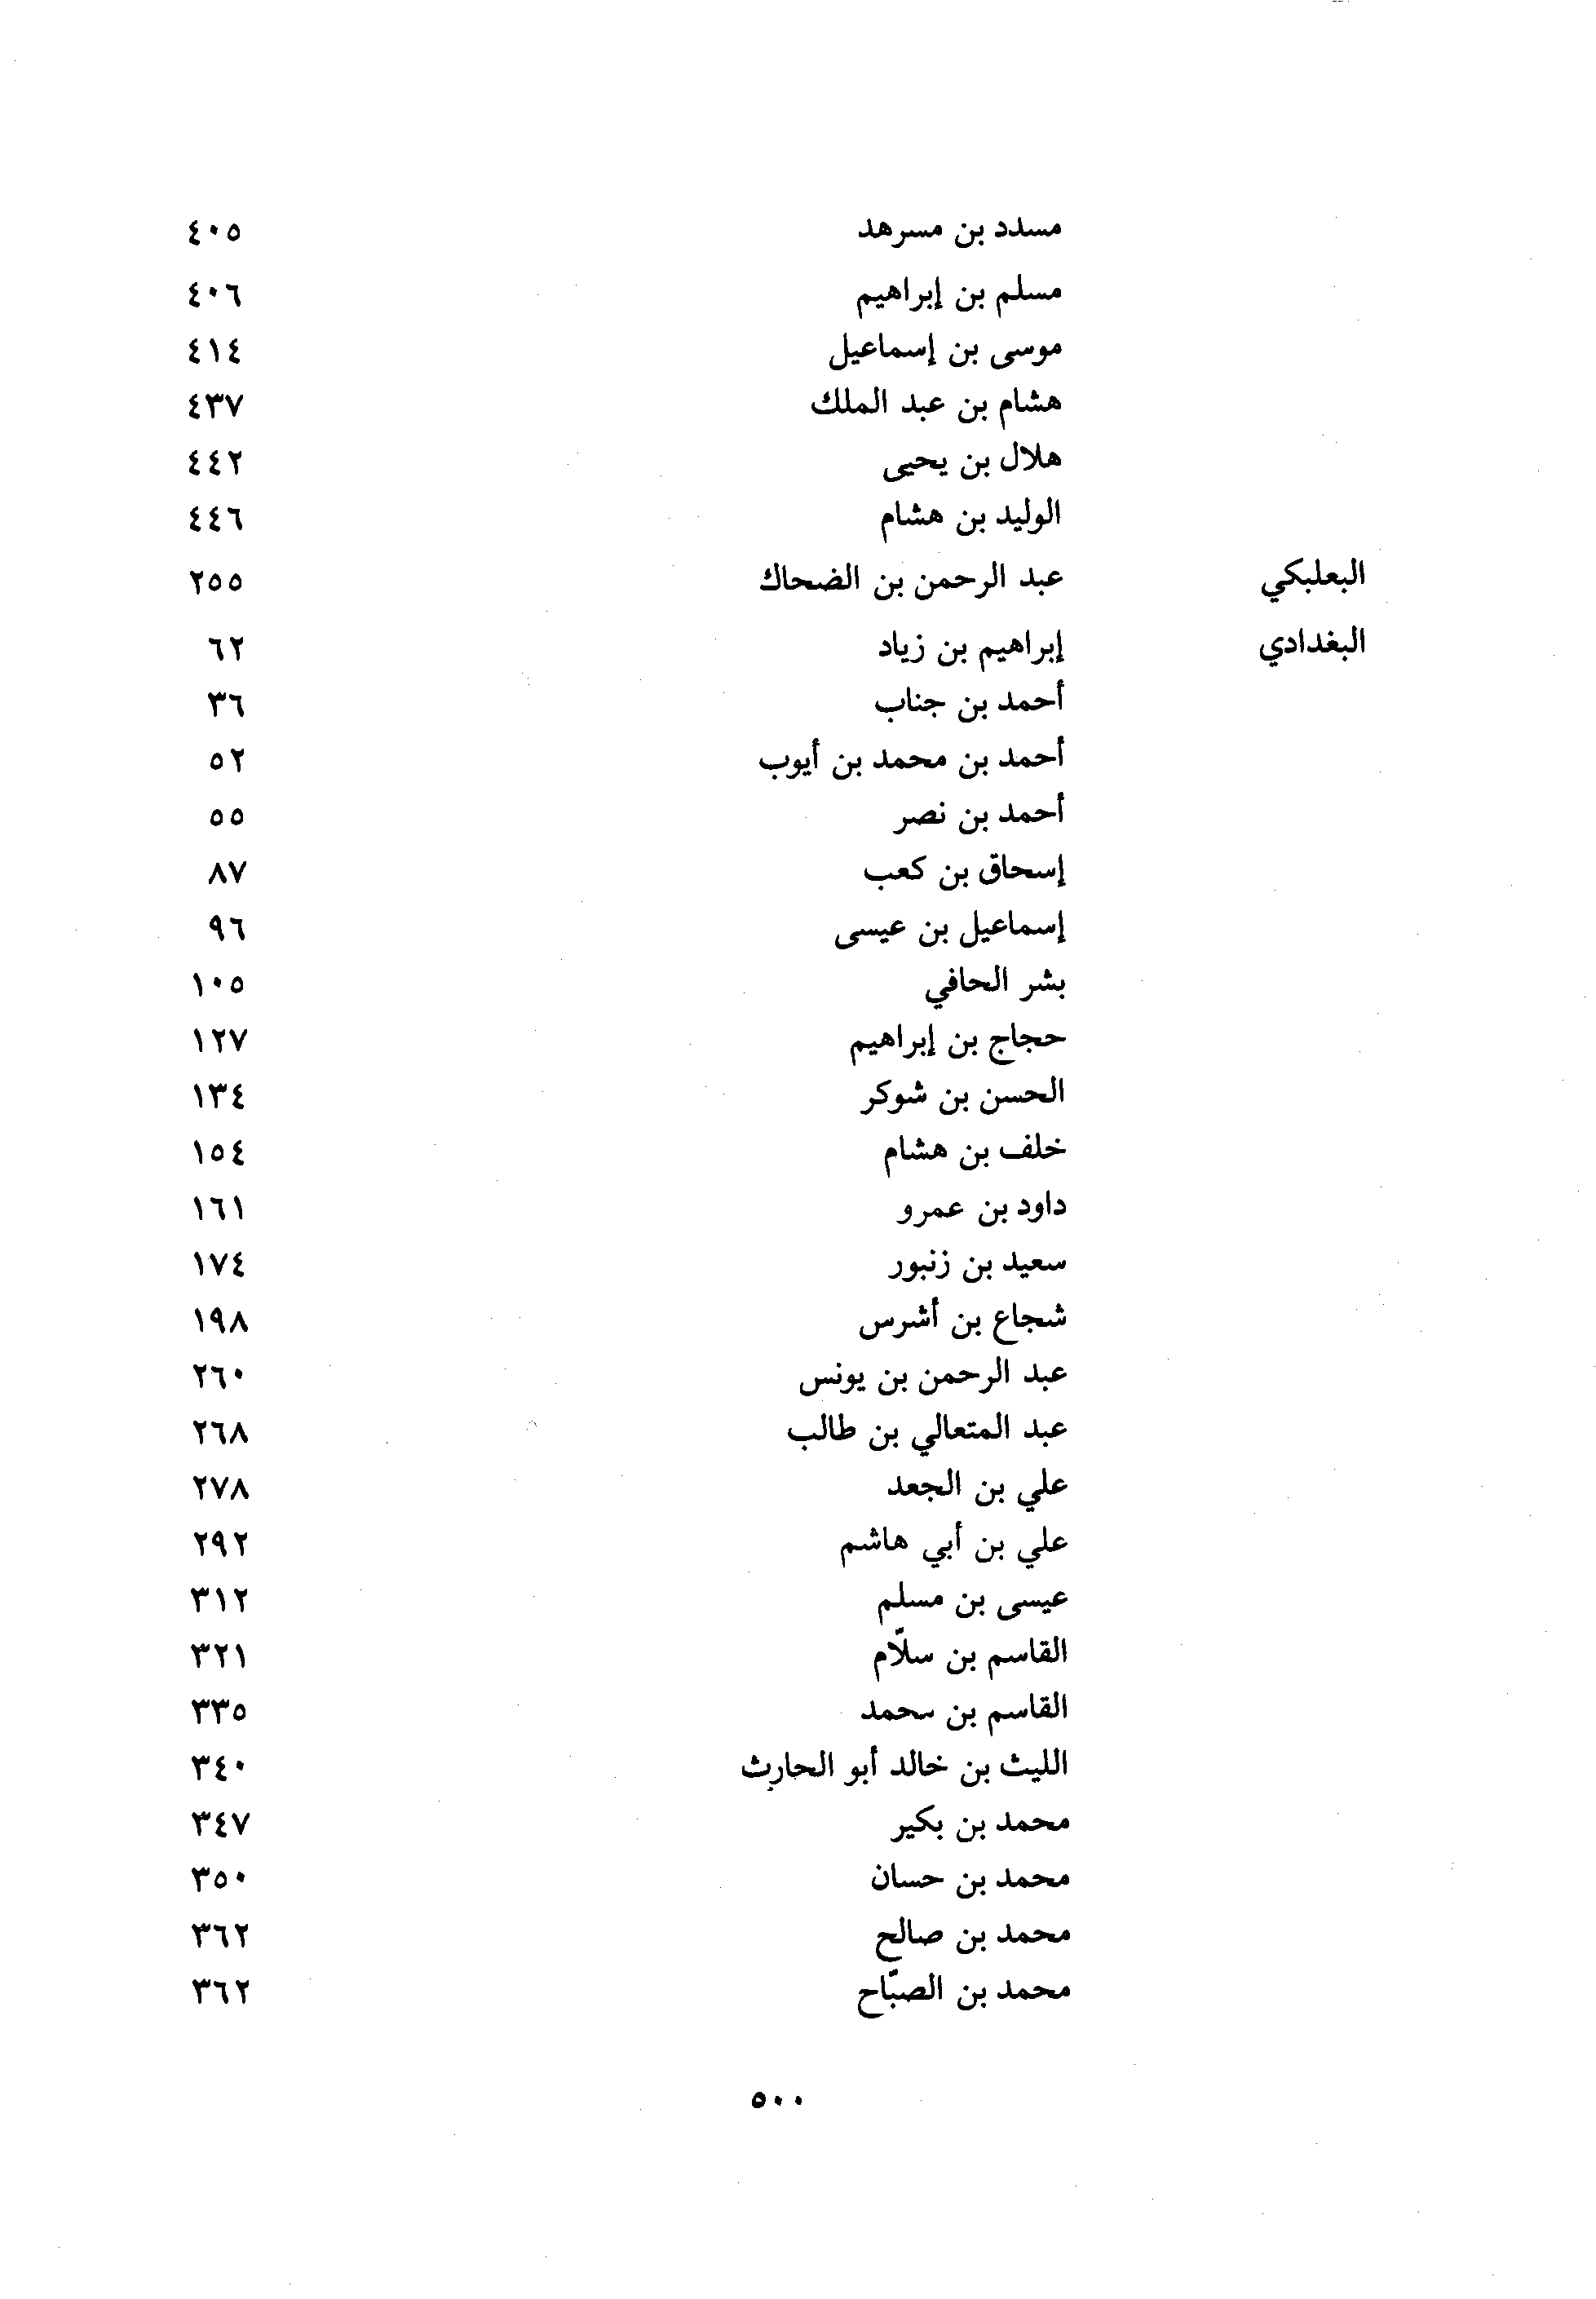 مسدد بن مسرهد ٤٠٥
مسلم بن إبراهيم ٤٠٦
موسى بن إسماعيل ٤١٤
هشام بن عبد الملك ٤٣٧
هلال بن يحيى ٤٤٢
الوليد بن هشام ٤٤٦
البعلبكي عبد الرحمن بن الضحاك ٢٥٥
البغدادي إبراهيم بن زياد ٦٢
أحمد بن جناب ٣٦
أحمد بن محمد بن أيوب ٥٢
أحمد بن نصر ٥٥
إسحاق بن كعب ٨٧
إسماعيل بن عيسى ٩٦
بشر الحافي ١٠٥
حجاج بن إبراهيم ١٢٧
الحسن بن شوكر ١٣٤
خلف بن هشام ١٥٤
داود بن عمرو ١٦١
سعيد بن زنبور ١٧٤
شجاع بن أشرس ١٩٨
عبد الرحمن بن يونس ٢٦٠
عبد المتعالي بن طالب ٢٦٨
علي بن الجعد ٢٧٨
علي بن أبي هاشم ٢٩٢
عيسى بن مسلم ٣١٢
القاسم بن سلّام ٣٢١
القاسم بن محمد ٣٣٥
الليث بن خالد أبو الحارث ٣٤٠
محمد بن بكير ٣٤٧
محمد بن حسان ٣٥٠
محمد بن صالح ٣٦٢
محمد بن الصبّاح ٣٦٢
٥٠٠